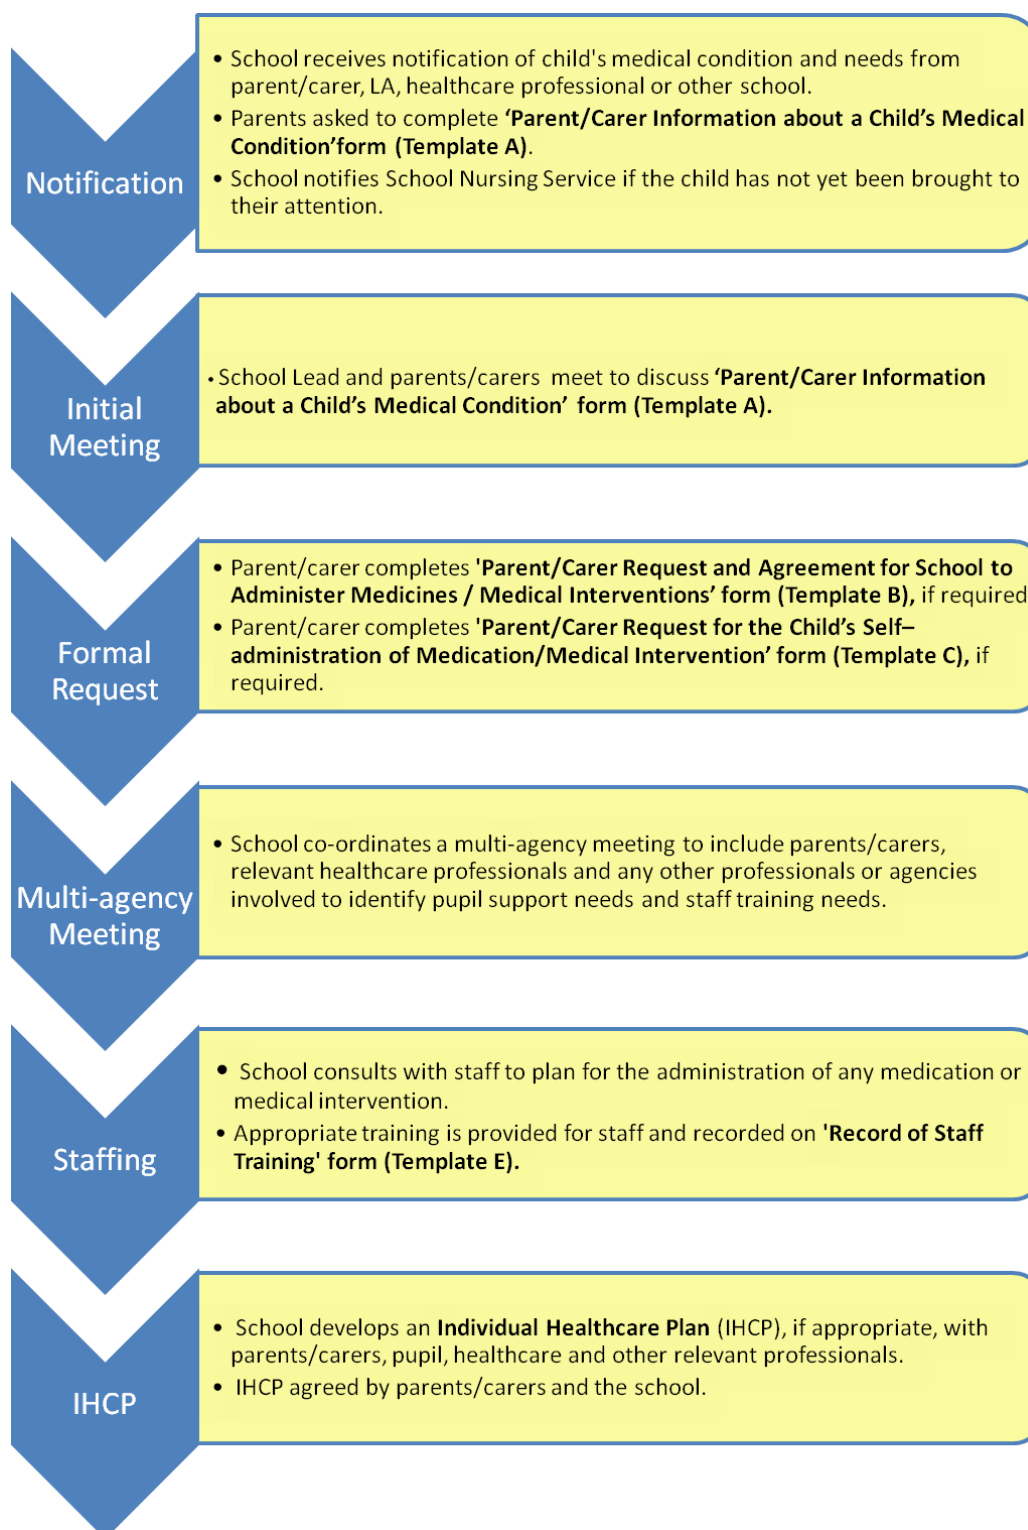 Notification
• School receives notification of child's medical condition and needs from
parent/carer, LA, healthcare professional or other school.
• Parents asked to complete ‘Parent/Carer Information about a Child’s Medical
Condition’form (Template A).
• School notifies School Nursing Service if the child has not yet been brought to
their attention.
Initial
Meeting
• School Lead and parents/carers meet to discuss ‘Parent/Carer Information
about a Child’s Medical Condition’ form (Template A).
Formal
Request
• Parent/carer completes 'Parent/Carer Request and Agreement for School to
Administer Medicines / Medical Interventions’ form (Template B), if required
• Parent/carer completes 'Parent/Carer Request for the Child’s Self–
administration of Medication/Medical Intervention’ form (Template C), if
required.
Multi-agency
Meeting
• School co-ordinates a multi-agency meeting to include parents/carers,
relevant healthcare professionals and any other professionals or agencies
involved to identify pupil support needs and staff training needs.
Staffing
• School consults with staff to plan for the administration of any medication or
medical intervention.
• Appropriate training is provided for staff and recorded on 'Record of Staff
Training' form (Template E).
IHCP
• School develops an Individual Healthcare Plan (IHCP), if appropriate, with
parents/carers, pupil, healthcare and other relevant professionals.
• IHCP agreed by parents/carers and the school.